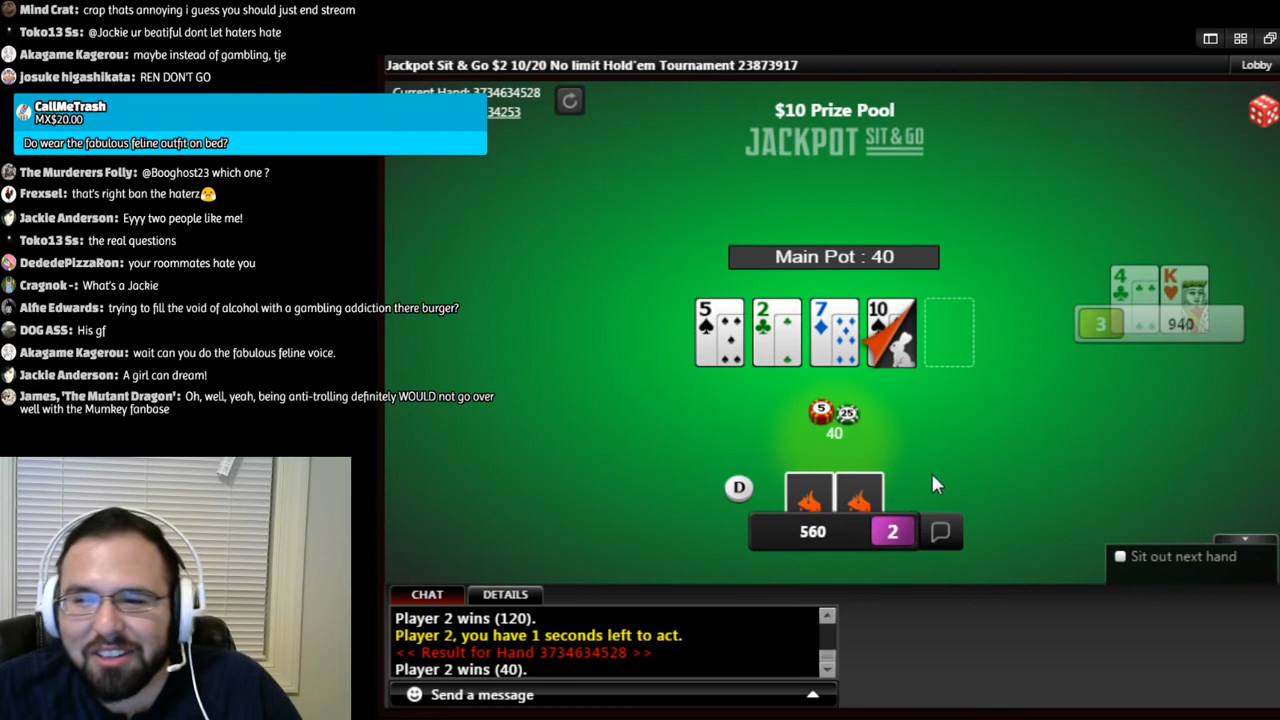 Mind Crat: crap thats annoying i guess you should just end stream
Toko13 Ss: @Jackie ur beatiful dont let haters hate
Akagame Kagerou: maybe instead of gambling, tje
josuke higashikata: REN DON'T GO
CallMeTrash
MX$20.00
Do wear the fabulous feline outfit on bed?
The Murderers Folly: @Booghost23 which one ?
Frexsel: that's right ban the haterz
Jackie Anderson: Eyyy two people like me!
Toko13 Ss: the real questions
DededePizzaRon: your roommates hate you
Cragnok -: What's a Jackie
Alfie Edwards: trying to fill the void of alcohol with a gambling addiction there burger?
DOG ASS: His gf
Akagame Kagerou: wait can you do the fabulous feline voice.
Jackie Anderson: A girl can dream!
James, 'The Mutant Dragon': Oh, well, yeah, being anti-trolling definitely WOULD not go over
well with the Mumkey fanbase
Jackpot Sit & Go $2 10/20 No limit Hold'em Tournament 23873917
Lobby
Current Hand: 3734634528
34253
$10 Prize Pool
JACKPOT SIT & GO
Main Pot : 40
5 2 7 10
4 K
3 940
5 25
40
D
560 2
Sit out next hand
CHAT DETAILS
Player 2 wins (120).
Player 2, you have 1 seconds left to act.
<< Result for Hand 3734634528 >>
Player 2 wins (40).
Send a message